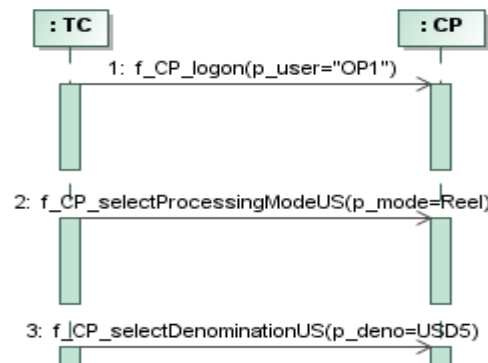 : TC
: CP
1: f_CP_logon(p_user="OP1")
2: f_CP_selectProcessingModeUS(p_mode=Reel)
3: f_CP_selectDenominationUS(p_deno=USD5)